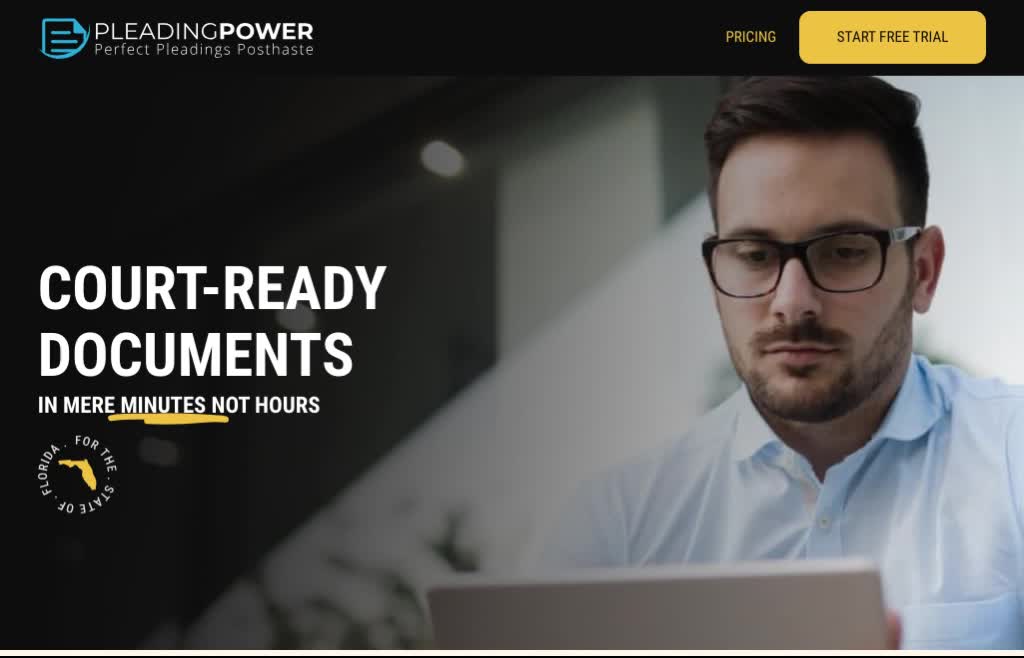 PLEADINGPOWER
Perfect Pleadings Posthaste
PRICING
START FREE TRIAL
COURT-READY
DOCUMENTS
IN MERE MINUTES NOT HOURS
FOR THE · STATE OF · FLORIDA ·